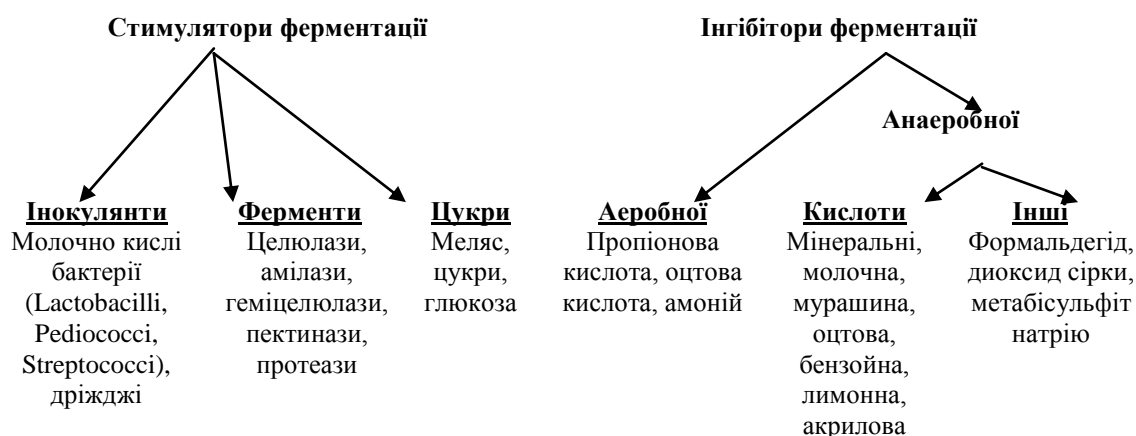 Стимулятори ферментації
Інгібітори ферментації
Анаеробної
Інокулянти
Молочно кислі
бактерії
(Lactobacilli,
Pediococci,
Streptococci),
дріжджі
Ферменти
Целюлази,
амілази,
геміцелюлази,
пектинази,
протеази
Цукри
Меляс,
цукри,
глюкоза
Аеробної
Пропіонова
кислота, оцтова
кислота, амоній
Кислоти
Мінеральні,
молочна,
мурашина,
оцтова,
бензойна,
лимонна,
акрилова
Інші
Формальдегід,
диоксид сірки,
метабісульфіт
натрію